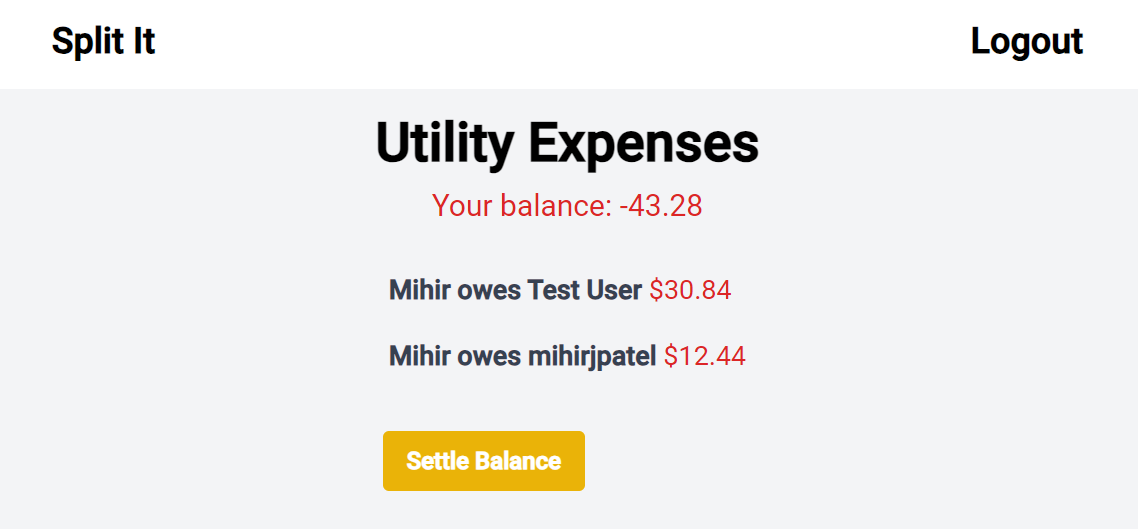 Split It
Logout
Utility Expenses
Your balance: -43.28
Mihir owes Test User $30.84
Mihir owes mihirjpatel $12.44
Settle Balance